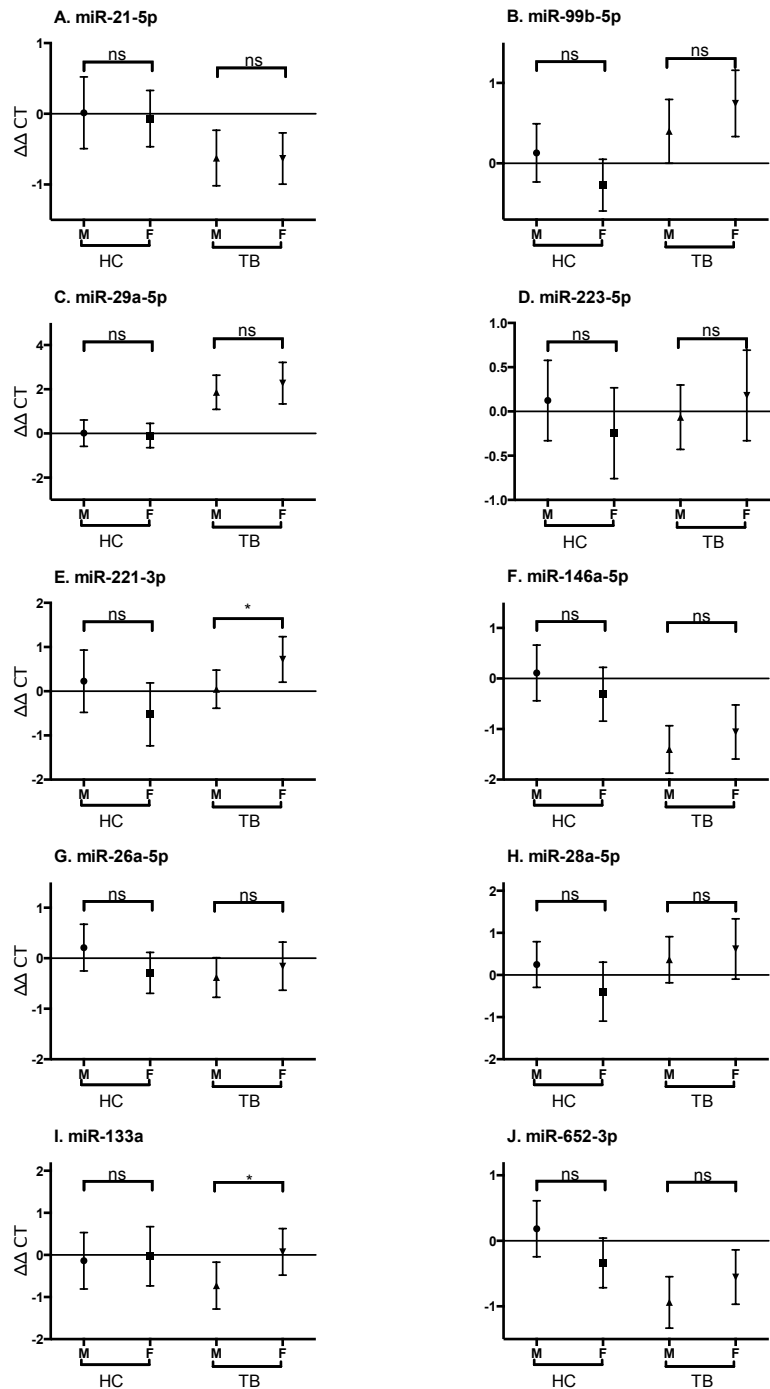 A. miR-21-5p
ns
ns
1
0
-1
ΔΔ CT
M
F
M
F
HC
TB
B. miR-99b-5p
ns
ns
1
0
M
F
M
F
HC
TB
C. miR-29a-5p
ns
ns
4
2
0
-2
ΔΔ CT
M
F
M
F
HC
TB
D. miR-223-5p
ns
ns
1.0
0.5
0.0
-0.5
-1.0
M
F
M
F
HC
TB
E. miR-221-3p
ns
*
2
1
0
-1
-2
ΔΔ CT
M
F
M
F
HC
TB
F. miR-146a-5p
ns
ns
1
0
-1
-2
M
F
M
F
HC
TB
G. miR-26a-5p
ns
ns
1
0
-1
-2
ΔΔ CT
M
F
M
F
HC
TB
H. miR-28a-5p
ns
ns
2
1
0
-1
-2
M
F
M
F
HC
TB
I. miR-133a
ns
*
2
1
0
-1
-2
ΔΔ CT
M
F
M
F
HC
TB
J. miR-652-3p
ns
ns
1
0
-1
M
F
M
F
HC
TB